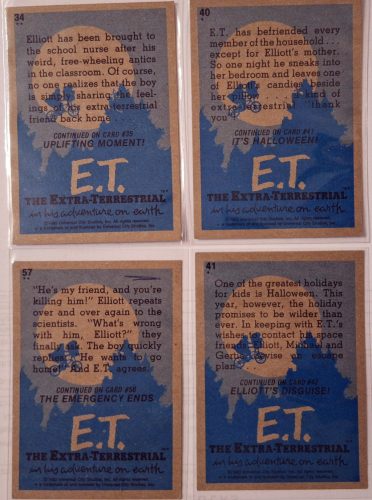 34
Elliott has been brought to
the school nurse after his
weird, free-wheeling antics
in the classroom. Of course,
no one realizes that the boy
is simply sharing the feel-
ings of his extra-terrestrial
friend back home . . .
CONTINUED ON CARD #35
UPLIFTING MOMENT!
E.T.
THE EXTRA-TERRESTRIAL
in his adventure on earth
40
E.T. has befriended every
member of the household . . .
except for Elliott's mother.
So one night he sneaks into
her bedroom and leaves one
of Elliott's candies beside
her pillow . . . a kind of
extra-terrestrial "thank
you".
CONTINUED ON CARD #41
IT'S HALLOWEEN!
E.T.
THE EXTRA-TERRESTRIAL
in his adventure on earth
57
"He's my friend, and you're
killing him!" Elliott repeats
over and over again to the
scientists. "What's wrong
with him, Elliott?" they
finally ask. The boy quickly
replies: "He wants to go
home! And E.T. agrees.
CONTINUED ON CARD #58
THE EMERGENCY ENDS
E.T.
THE EXTRA-TERRESTRIAL
in his adventure on earth
41
One of the greatest holidays
for kids is Halloween. This
year, however, the holiday
promises to be wilder than
ever. In keeping with E.T.'s
wishes to contact his space
friends, Elliott, Michael and
Gertie devise an escape
plan . . .
CONTINUED ON CARD #42
ELLIOTT'S DISGUISE!
E.T.
THE EXTRA-TERRESTRIAL
in his adventure on earth